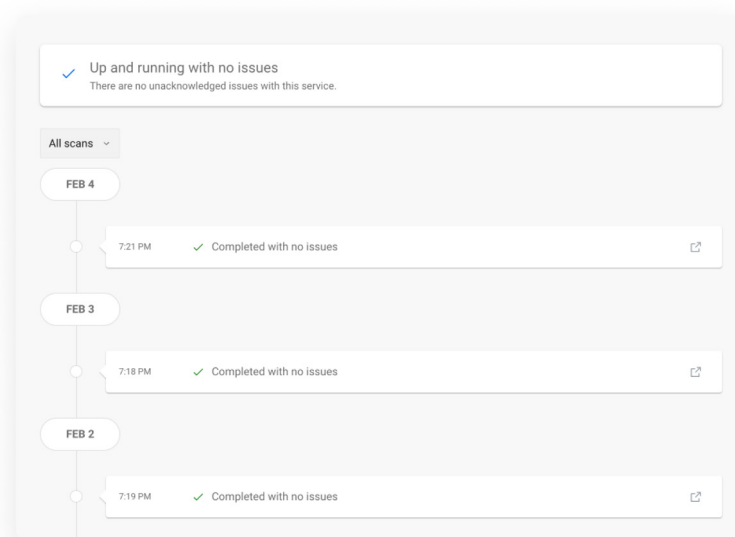 Up and running with no issues
There are no unacknowledged issues with this service.
All scans
FEB 4
7:21 PM Completed with no issues
FEB 3
7:18 PM Completed with no issues
FEB 2
7:19 PM Completed with no issues